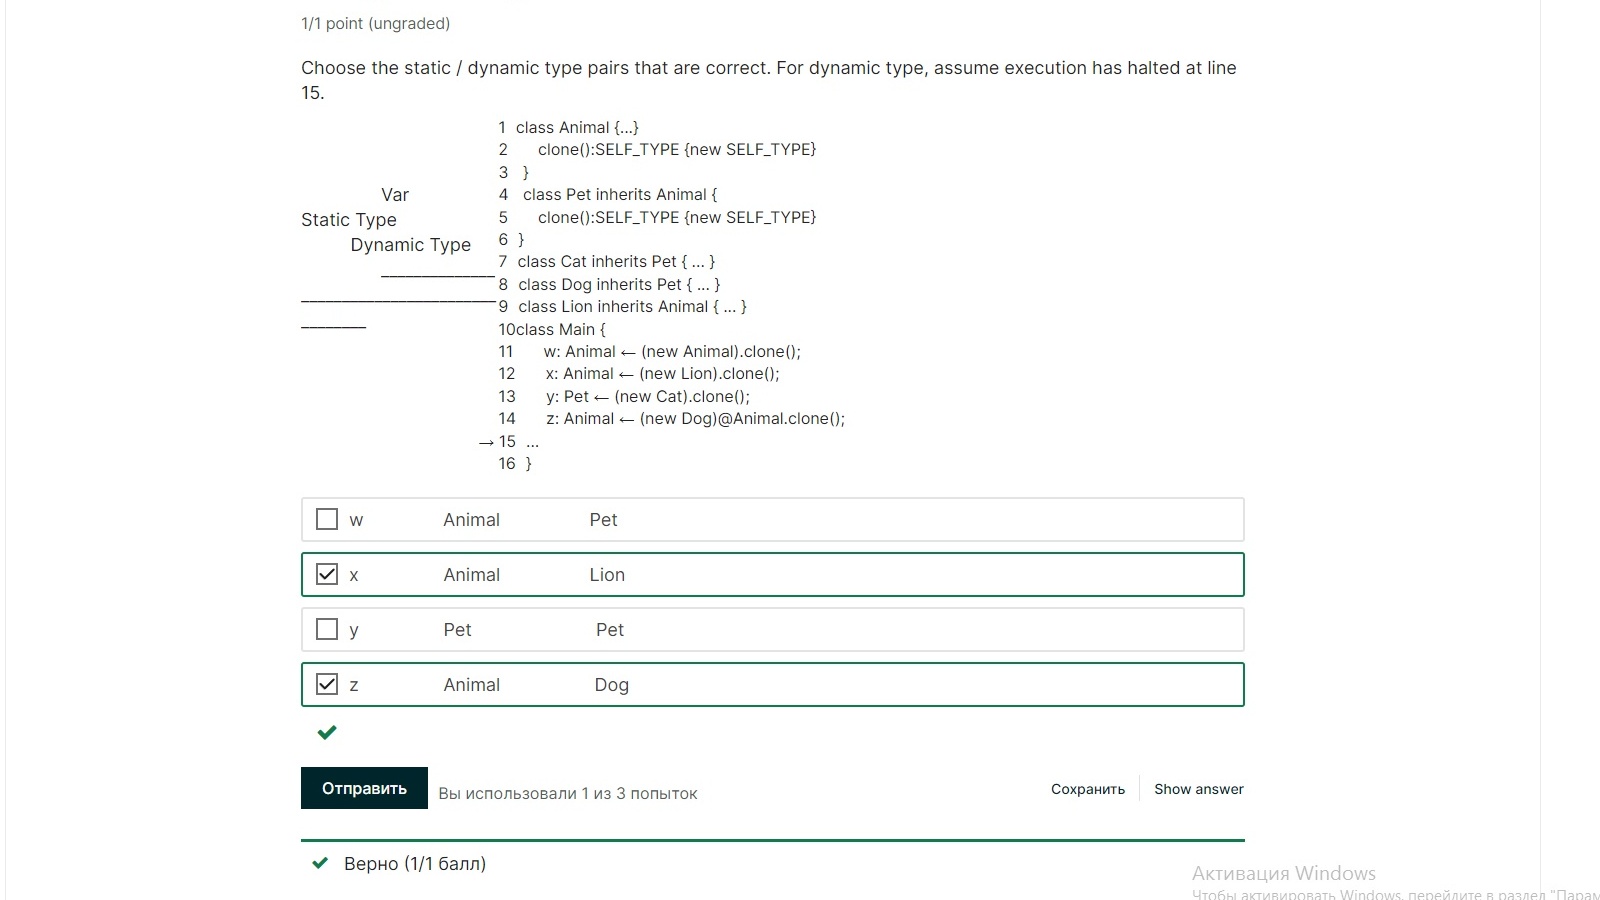 1/1 point (ungraded)
Choose the static / dynamic type pairs that are correct. For dynamic type, assume execution has halted at line
15.
Var
Static Type
Dynamic Type
______________
________________________
________
1 class Animal {...}
2 clone():SELF_TYPE {new SELF_TYPE}
3 }
4 class Pet inherits Animal {
5 clone():SELF_TYPE {new SELF_TYPE}
6 }
7 class Cat inherits Pet { ... }
8 class Dog inherits Pet { ... }
9 class Lion inherits Animal { ... }
10class Main {
11 w: Animal ← (new Animal).clone();
12 x: Animal ← (new Lion).clone();
13 y: Pet ← (new Cat).clone();
14 z: Animal ← (new Dog)@Animal.clone();
→ 15 ...
16 }
w Animal Pet
x Animal Lion
y Pet Pet
z Animal Dog
Отправить Вы использовали 1 из 3 попыток Сохранить Show answer
Верно (1/1 балл)
Активация Windows
Чтобы активировать Windows, перейдите в раздел "Парам